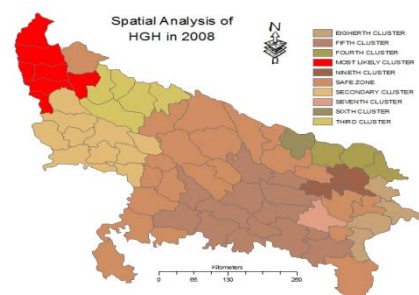 Spatial Analysis of
HGH in 2008
N
EIGHERTH CLUSTER
FIFTH CLUSTER
FOURTH CLUSTER
MOST LIKELY CLUSTER
NINETH CLUSTER
SAFE ZONE
SECONDARY CLUSTER
SEVENTH CLUSTER
SIXTH CLUSTER
THIRD CLUSTER
Kilometers
0 65 130 260